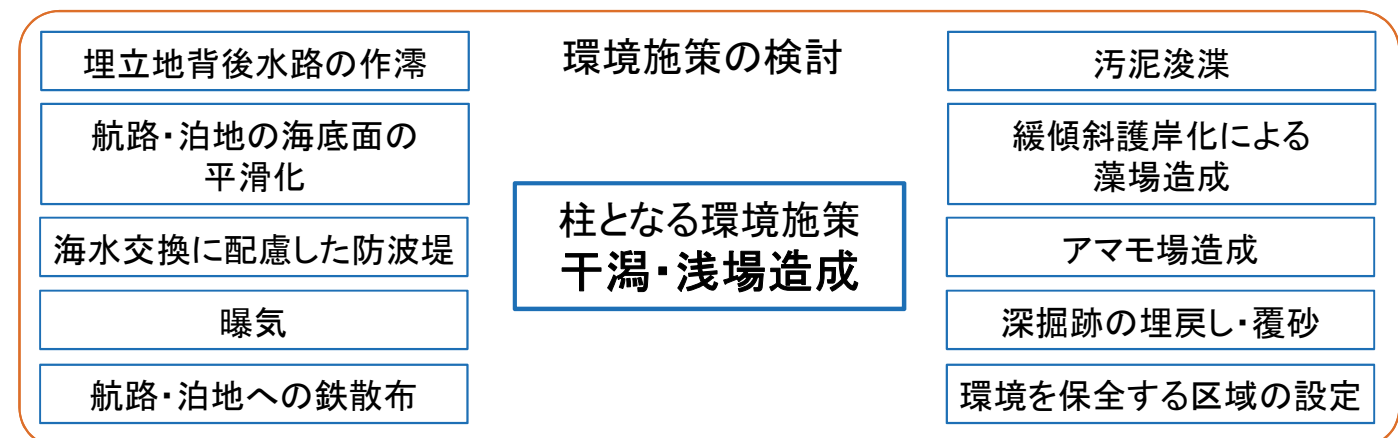 環境施策の検討
埋立地背後水路の作澪
航路・泊地の海底面の
平滑化
海水交換に配慮した防波堤
曝気
航路・泊地への鉄散布
柱となる環境施策
干潟・浅場造成
汚泥浚渫
緩傾斜護岸化による
藻場造成
アマモ場造成
深掘跡の埋戻し・覆砂
環境を保全する区域の設定